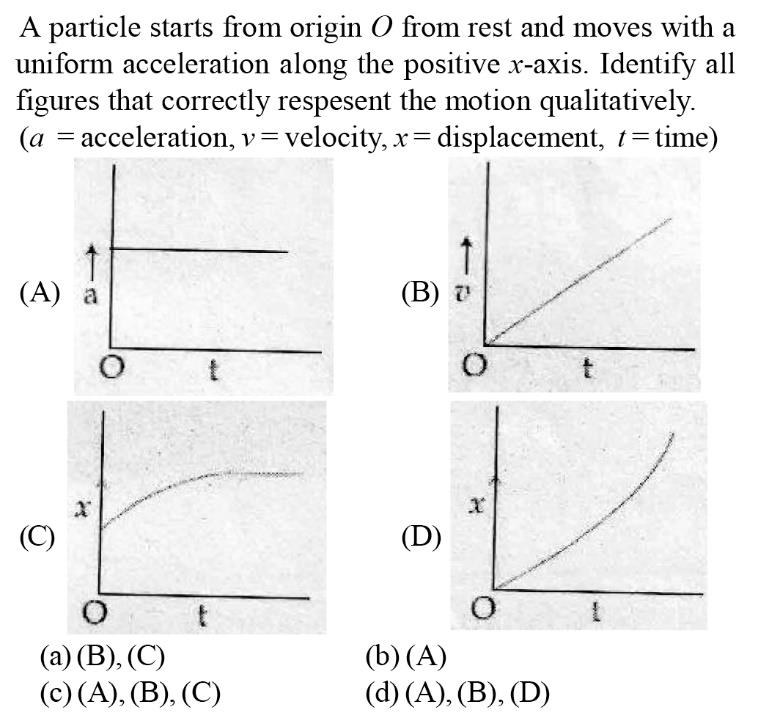 A particle starts from origin O from rest and moves with a
uniform acceleration along the positive x-axis. Identify all
figures that correctly respesent the motion qualitatively.
(a = acceleration, v = velocity, x = displacement, t = time)
(A) a O t
(B) v O t
(C) x O t
(D) x O t
(a) (B), (C) (b) (A)
(c) (A), (B), (C) (d) (A), (B), (D)